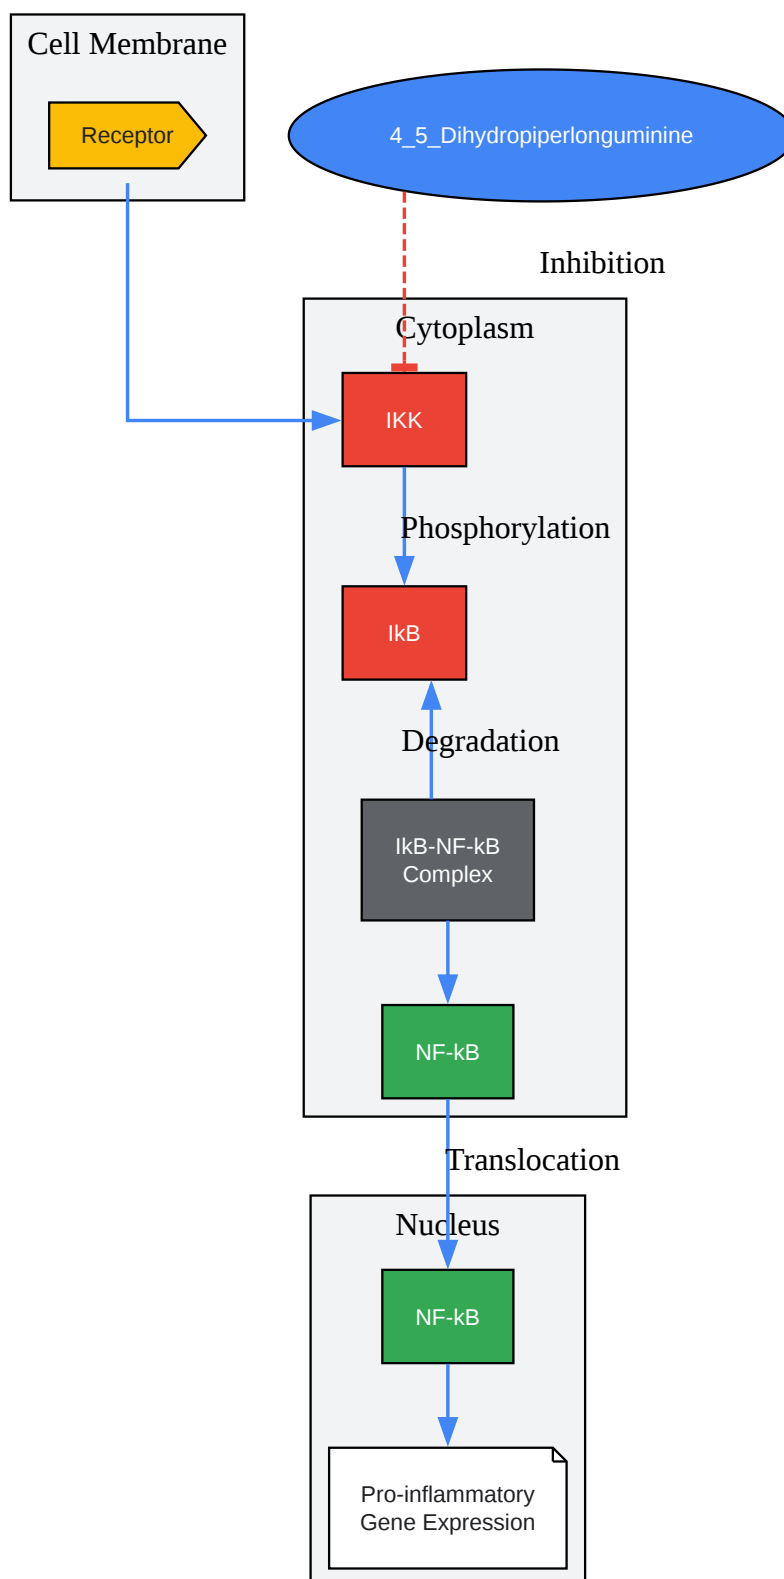 Cell Membrane
Receptor
4_5_Dihydropiperlonguminine
Inhibition
Cytoplasm
IKK
Phosphorylation
IkB
Degradation
IkB-NF-kB
Complex
NF-kB
Translocation
Nucleus
NF-kB
Pro-inflammatory
Gene Expression